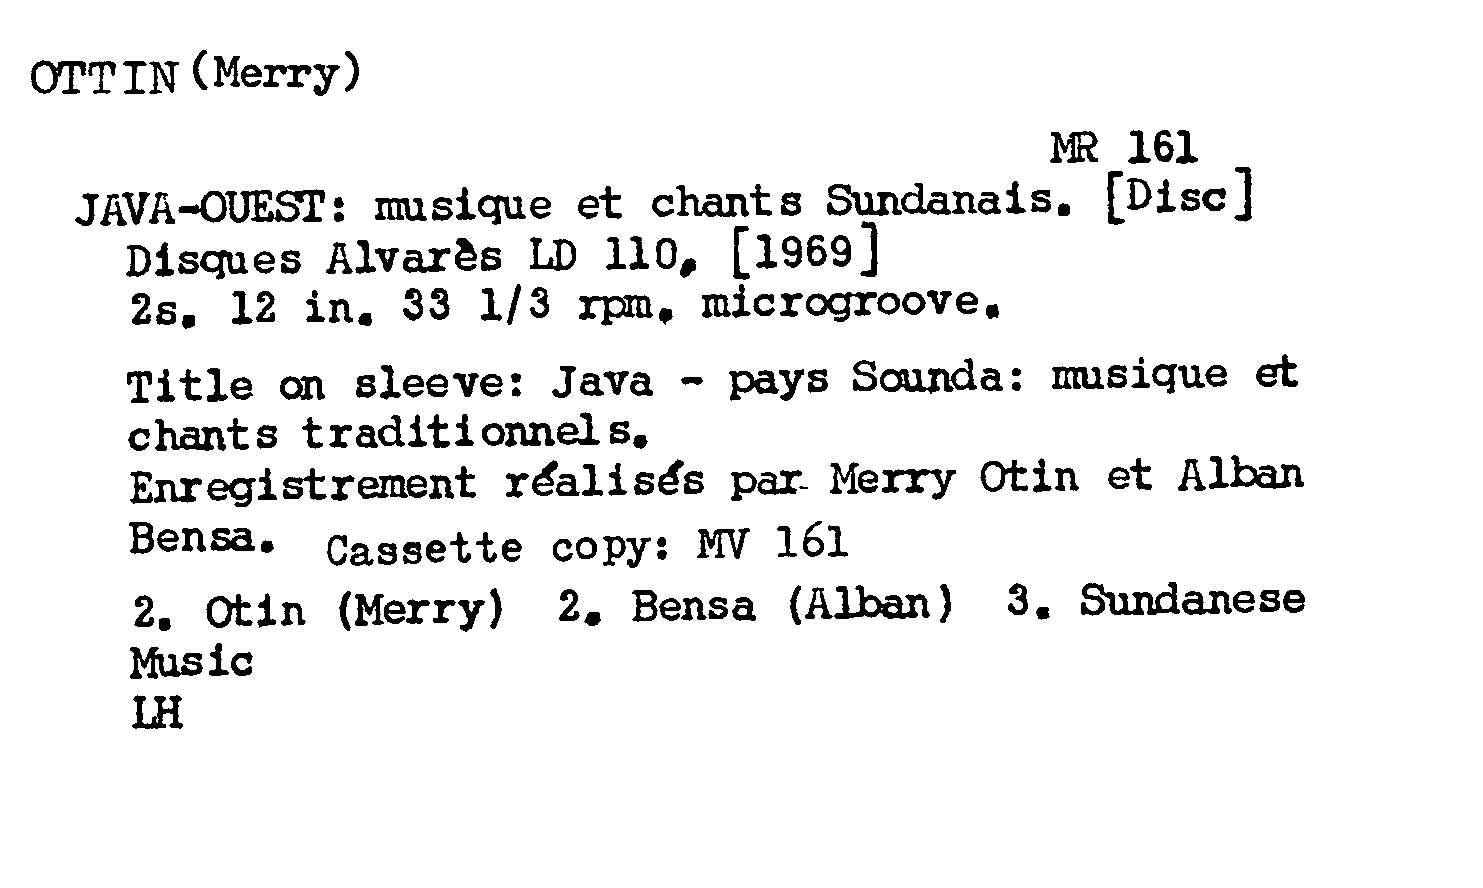 OTTIN (Merry)
MR 161
JAVA-OUEST: musique et chants Sundanais. [Disc]
Disques Alvarès LD 110, [1969]
2s. 12 in. 33 1/3 rpm. microgroove.
Title on sleeve: Java - pays Sounda: musique et
chants traditionnels.
Enregistrement réalisés par Merry Otin et Alban
Bensa. Cassette copy: MV 161
2. Otin (Merry) 2. Bensa (Alban) 3. Sundanese
Music
LH